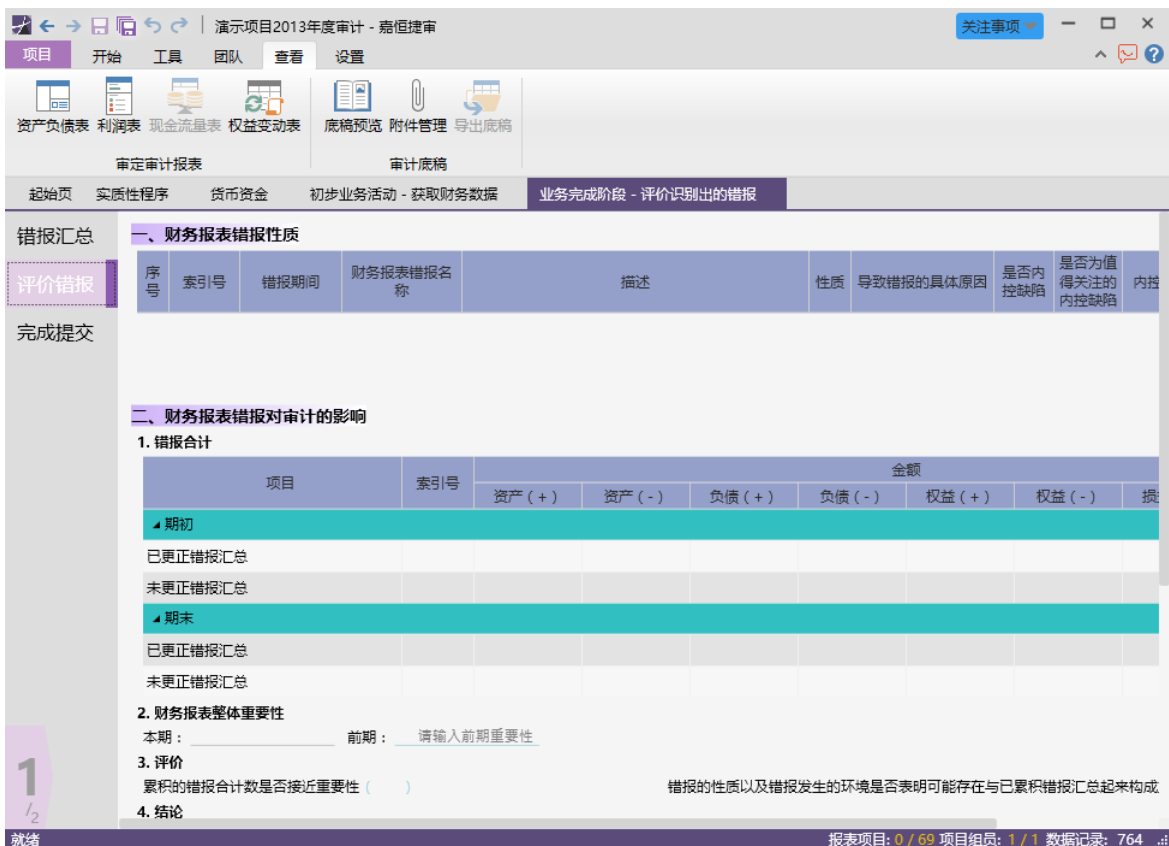 演示项目2013年度审计 - 嘉恒捷审 关注事项
项目 开始 工具 团队 查看 设置
资产负债表 利润表 现金流量表 权益变动表 底稿预览 附件管理 导出底稿
审定审计报表 审计底稿
起始页 实质性程序 货币资金 初步业务活动 - 获取财务数据 业务完成阶段 - 评价识别出的错报
错报汇总
评价错报
完成提交
一、财务报表错报性质
序号 索引号 错报期间 财务报表错报名称 描述 性质 导致错报的具体原因 是否内控缺陷 是否为值得关注的内控缺陷 内控
二、财务报表错报对审计的影响
1. 错报合计
项目 索引号 金额
资产 ( + ) 资产 ( - ) 负债 ( + ) 负债 ( - ) 权益 ( + ) 权益 ( - )
期初
已更正错报汇总
未更正错报汇总
期末
已更正错报汇总
未更正错报汇总
2. 财务报表整体重要性
本期： 前期： 请输入前期重要性
3. 评价
累积的错报合计数是否接近重要性 ( ) 错报的性质以及错报发生的环境是否表明可能存在与已累积错报汇总起来构成
4. 结论
1/2
就绪 报表项目: 0 / 69 项目组员: 1 / 1 数据记录: 764